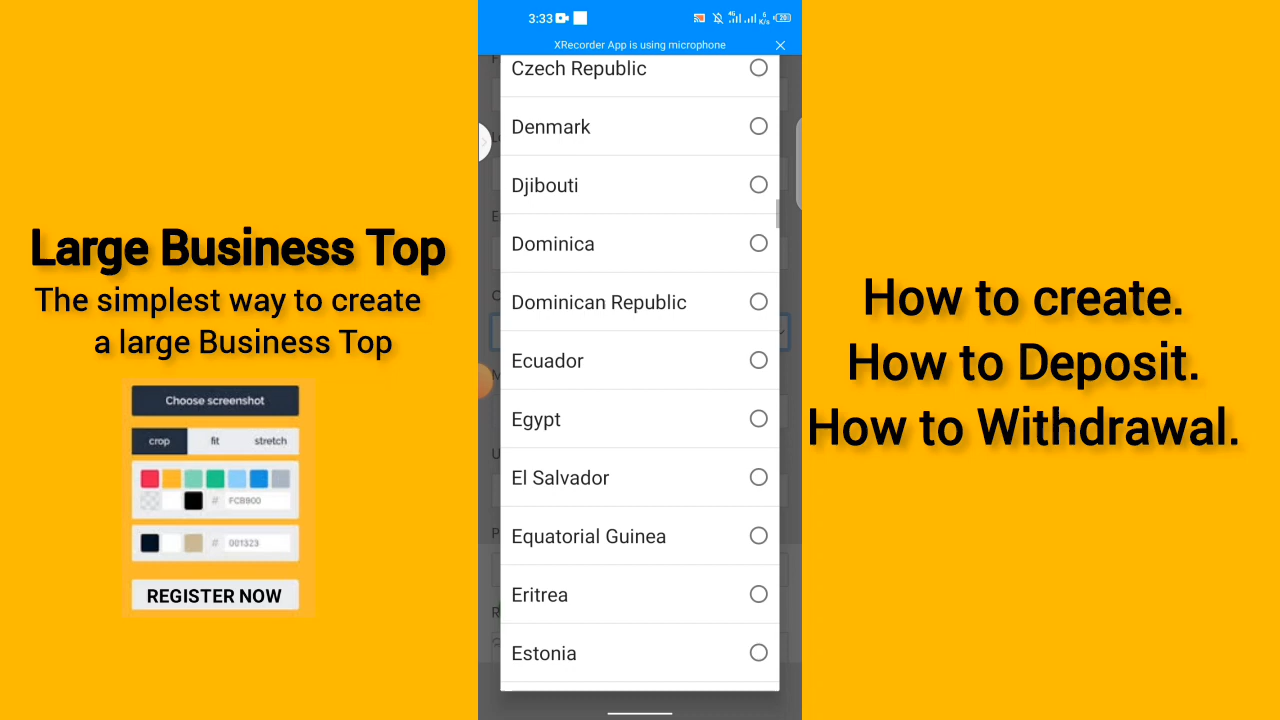 Large Business Top
The simplest way to create
a large Business Top
Choose screenshot
crop fit stretch
# FCB900
# 001323
REGISTER NOW
3:33
4G
6
K/s
XRecorder App is using microphone
Czech Republic
Denmark
Djibouti
Dominica
Dominican Republic
Ecuador
Egypt
El Salvador
Equatorial Guinea
Eritrea
Estonia
How to create.
How to Deposit.
How to Withdrawal.